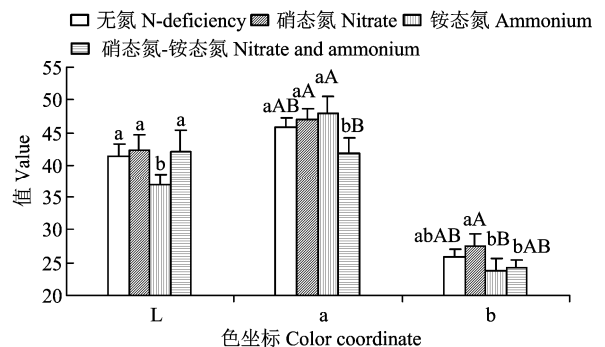 无氮 N-deficiency 硝态氮 Nitrate 铵态氮 Ammonium
硝态氮-铵态氮 Nitrate and ammonium
值 Value
55
50
45
40
35
30
25
20
a a b a
aAB aA aA bB
abAB aA bB bAB
L a b
色坐标 Color coordinate